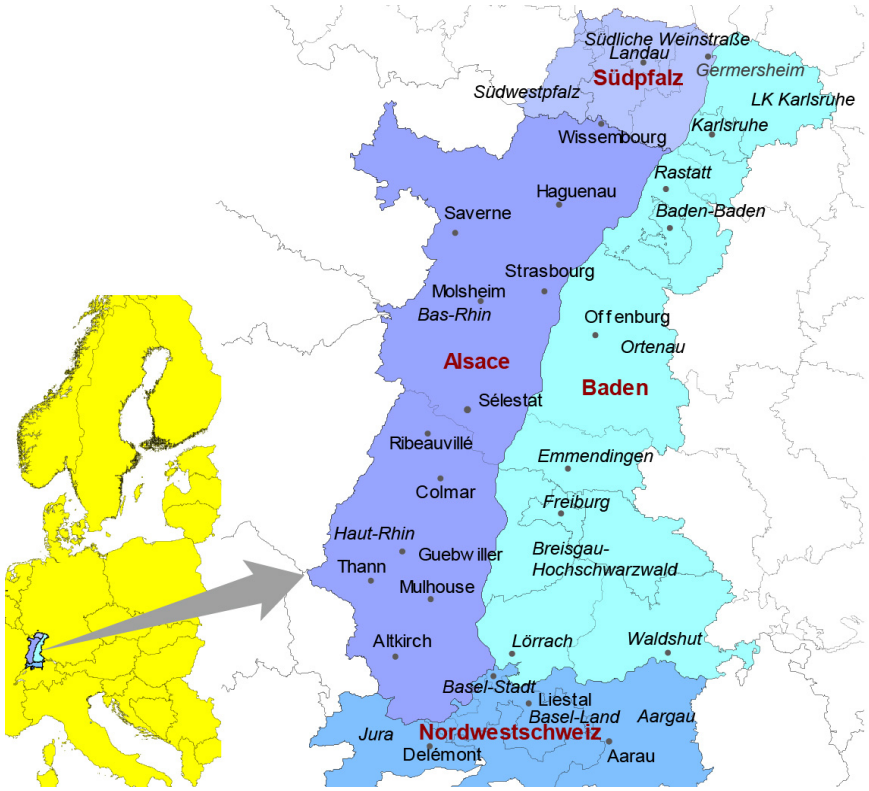 Südliche Weinstraße
Landau
Südpfalz
Germersheim
Südwestpfalz
LK Karlsruhe
Karlsruhe
Wissembourg
Rastatt
Haguenau
Baden-Baden
Saverne
Strasbourg
Molsheim
Bas-Rhin
Offenburg
Ortenau
Alsace
Baden
Sélestat
Ribeauvillé
Emmendingen
Colmar
Freiburg
Haut-Rhin
Guebwiller
Breisgau-
Hochschwarzwald
Thann
Mulhouse
Altkirch
Lörrach
Waldshut
Basel-Stadt
Liestal
Basel-Land
Aargau
Jura
Nordwestschweiz
Delémont
Aarau